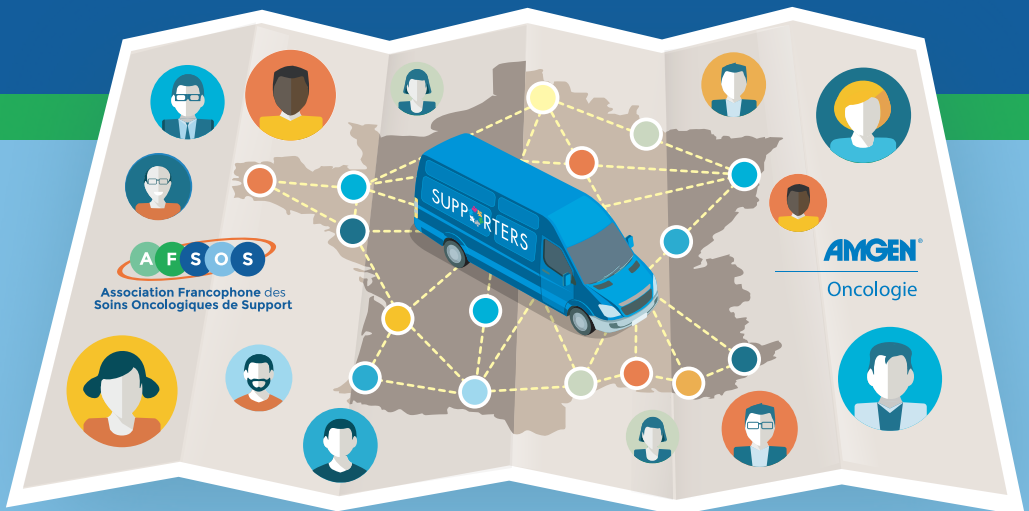 SUPPORTERS
AFSOS
Association Francophone des
Soins Oncologiques de Support
AMGEN®
Oncologie